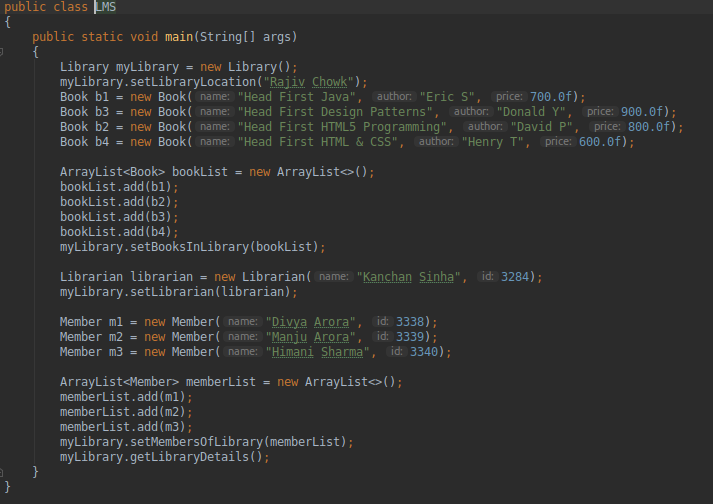 public class LMS
{
public static void main(String[] args)
{
Library myLibrary = new Library();
myLibrary.setLibraryLocation("Rajiv Chowk");
Book b1 = new Book( name: "Head First Java", author: "Eric S", price: 700.0f);
Book b3 = new Book( name: "Head First Design Patterns", author: "Donald Y", price: 900.0f);
Book b2 = new Book( name: "Head First HTML5 Programming", author: "David P", price: 800.0f);
Book b4 = new Book( name: "Head First HTML & CSS", author: "Henry T", price: 600.0f);
ArrayList<Book> bookList = new ArrayList<>();
bookList.add(b1);
bookList.add(b2);
bookList.add(b3);
bookList.add(b4);
myLibrary.setBooksInLibrary(bookList);
Librarian librarian = new Librarian( name: "Kanchan Sinha", id: 3284);
myLibrary.setLibrarian(librarian);
Member m1 = new Member( name: "Divya Arora", id: 3338);
Member m2 = new Member( name: "Manju Arora", id: 3339);
Member m3 = new Member( name: "Himani Sharma", id: 3340);
ArrayList<Member> memberList = new ArrayList<>();
memberList.add(m1);
memberList.add(m2);
memberList.add(m3);
myLibrary.setMembersOfLibrary(memberList);
myLibrary.getLibraryDetails();
}
}